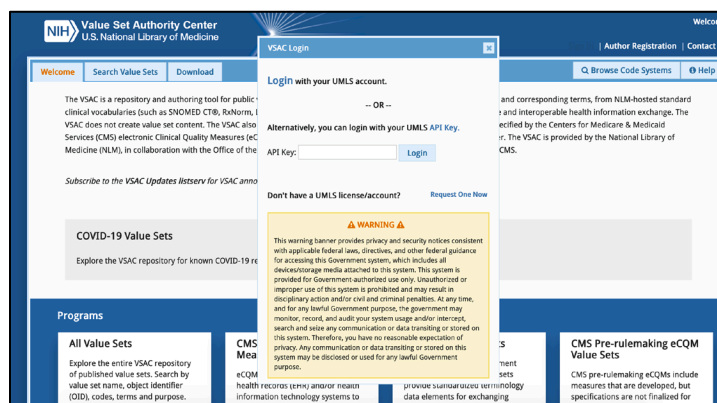 NIH Value Set Authority Center
U.S. National Library of Medicine
Welco
| Author Registration | Contact
Welcome Search Value Sets Download
Browse Code Systems Help
The VSAC is a repository and authoring tool for public
clinical vocabularies (such as SNOMED CT®, RxNorm,
VSAC does not create value set content. The VSAC also
Services (CMS) electronic Clinical Quality Measures (eC
Medicine (NLM), in collaboration with the Office of the
and corresponding terms, from NLM-hosted standard
e and interoperable health information exchange. The
ecified by the Centers for Medicare & Medicaid
r. The VSAC is provided by the National Library of
CMS.
Subscribe to the VSAC Updates listserv for VSAC anno
COVID-19 Value Sets
Explore the VSAC repository for known COVID-19 re
VSAC Login
Login with your UMLS account.
-- OR --
Alternatively, you can login with your UMLS API Key.
API Key: Login
Don't have a UMLS license/account? Request One Now
WARNING
This warning banner provides privacy and security notices consistent
with applicable federal laws, directives, and other federal guidance
for accessing this Government system, which includes all
devices/storage media attached to this system. This system is
provided for Government-authorized use only. Unauthorized or
improper use of this system is prohibited and may result in
disciplinary action and/or civil and criminal penalties. At any time,
and for any lawful Government purpose, the government may
monitor, record, and audit your system usage and/or intercept,
search and seize any communication or data transiting or stored on
this system. Therefore, you have no reasonable expectation of
privacy. Any communication or data transiting or stored on this
system may be disclosed or used for any lawful Government
purpose.
Programs
All Value Sets
Explore the entire VSAC repository
of published value sets. Search by
value set name, object identifier
(OID), codes, terms and purpose.
CMS
Mea
eCQM
health records (EHR) and/or health
information technology systems to
ts
ment
sets
provide standardized terminology
data elements for exchanging
CMS Pre-rulemaking eCQM
Value Sets
CMS pre-rulemaking eCQMs include
measures that are developed, but
specifications are not finalized for